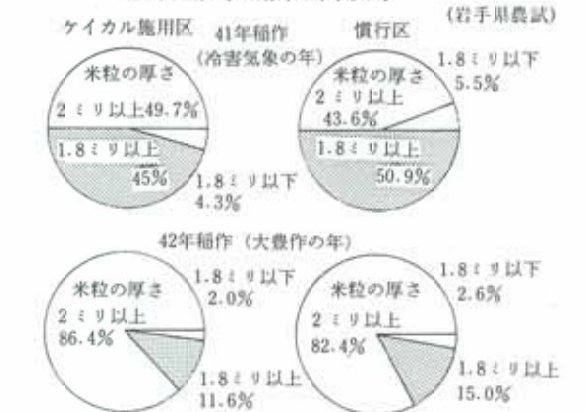 (岩手県農試)
ケイカル施用区
41年稲作
(冷害気象の年)
慣行区
米粒の厚さ
2ミリ以上49.7%
1.8ミリ以上
45%
1.8ミリ以下
4.3%
米粒の厚さ
2ミリ以上
43.6%
1.8ミリ以上
50.9%
1.8ミリ以下
5.5%
42年稲作(大豊作の年)
米粒の厚さ
2ミリ以上
86.4%
1.8ミリ以下
2.0%
1.8ミリ以上
11.6%
米粒の厚さ
2ミリ以上
82.4%
1.8ミリ以下
2.6%
1.8ミリ以上
15.0%